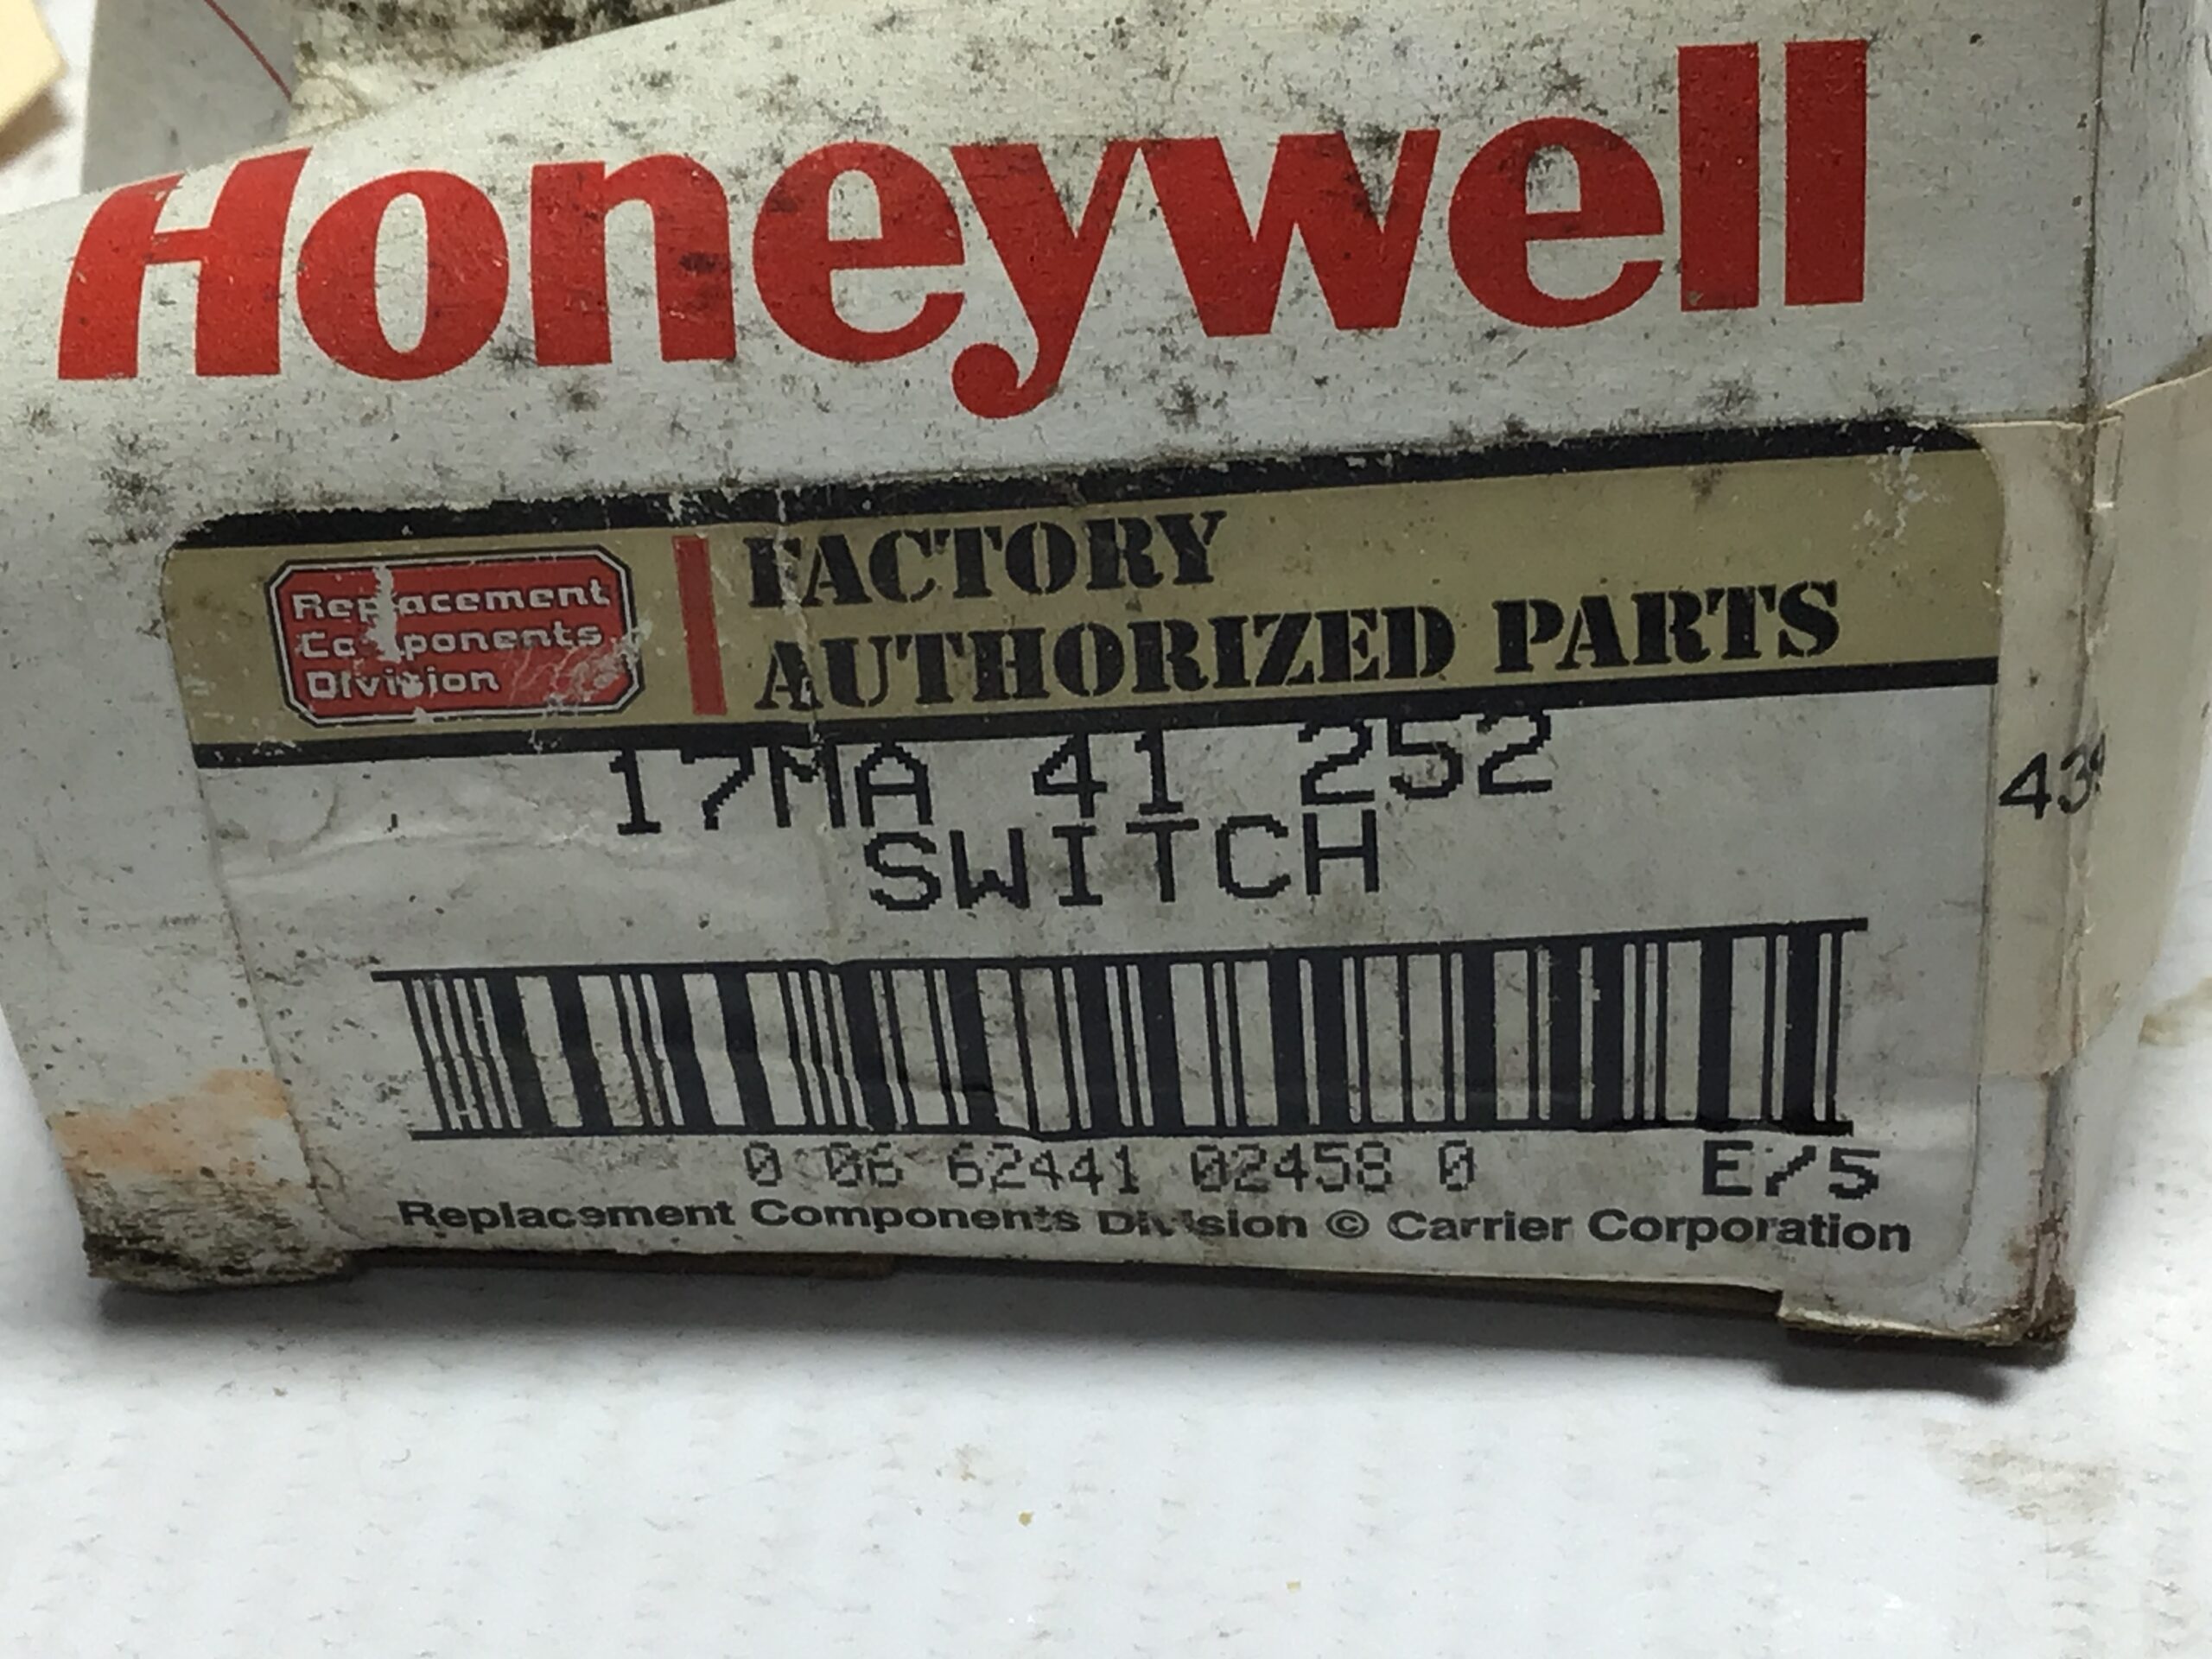 Honeywell
Replacement
Components
Division
FACTORY
AUTHORIZED PARTS
17MA 41 252
SWITCH
0 06 62441 02458 0
E/5
Replacement Components Division © Carrier Corporation